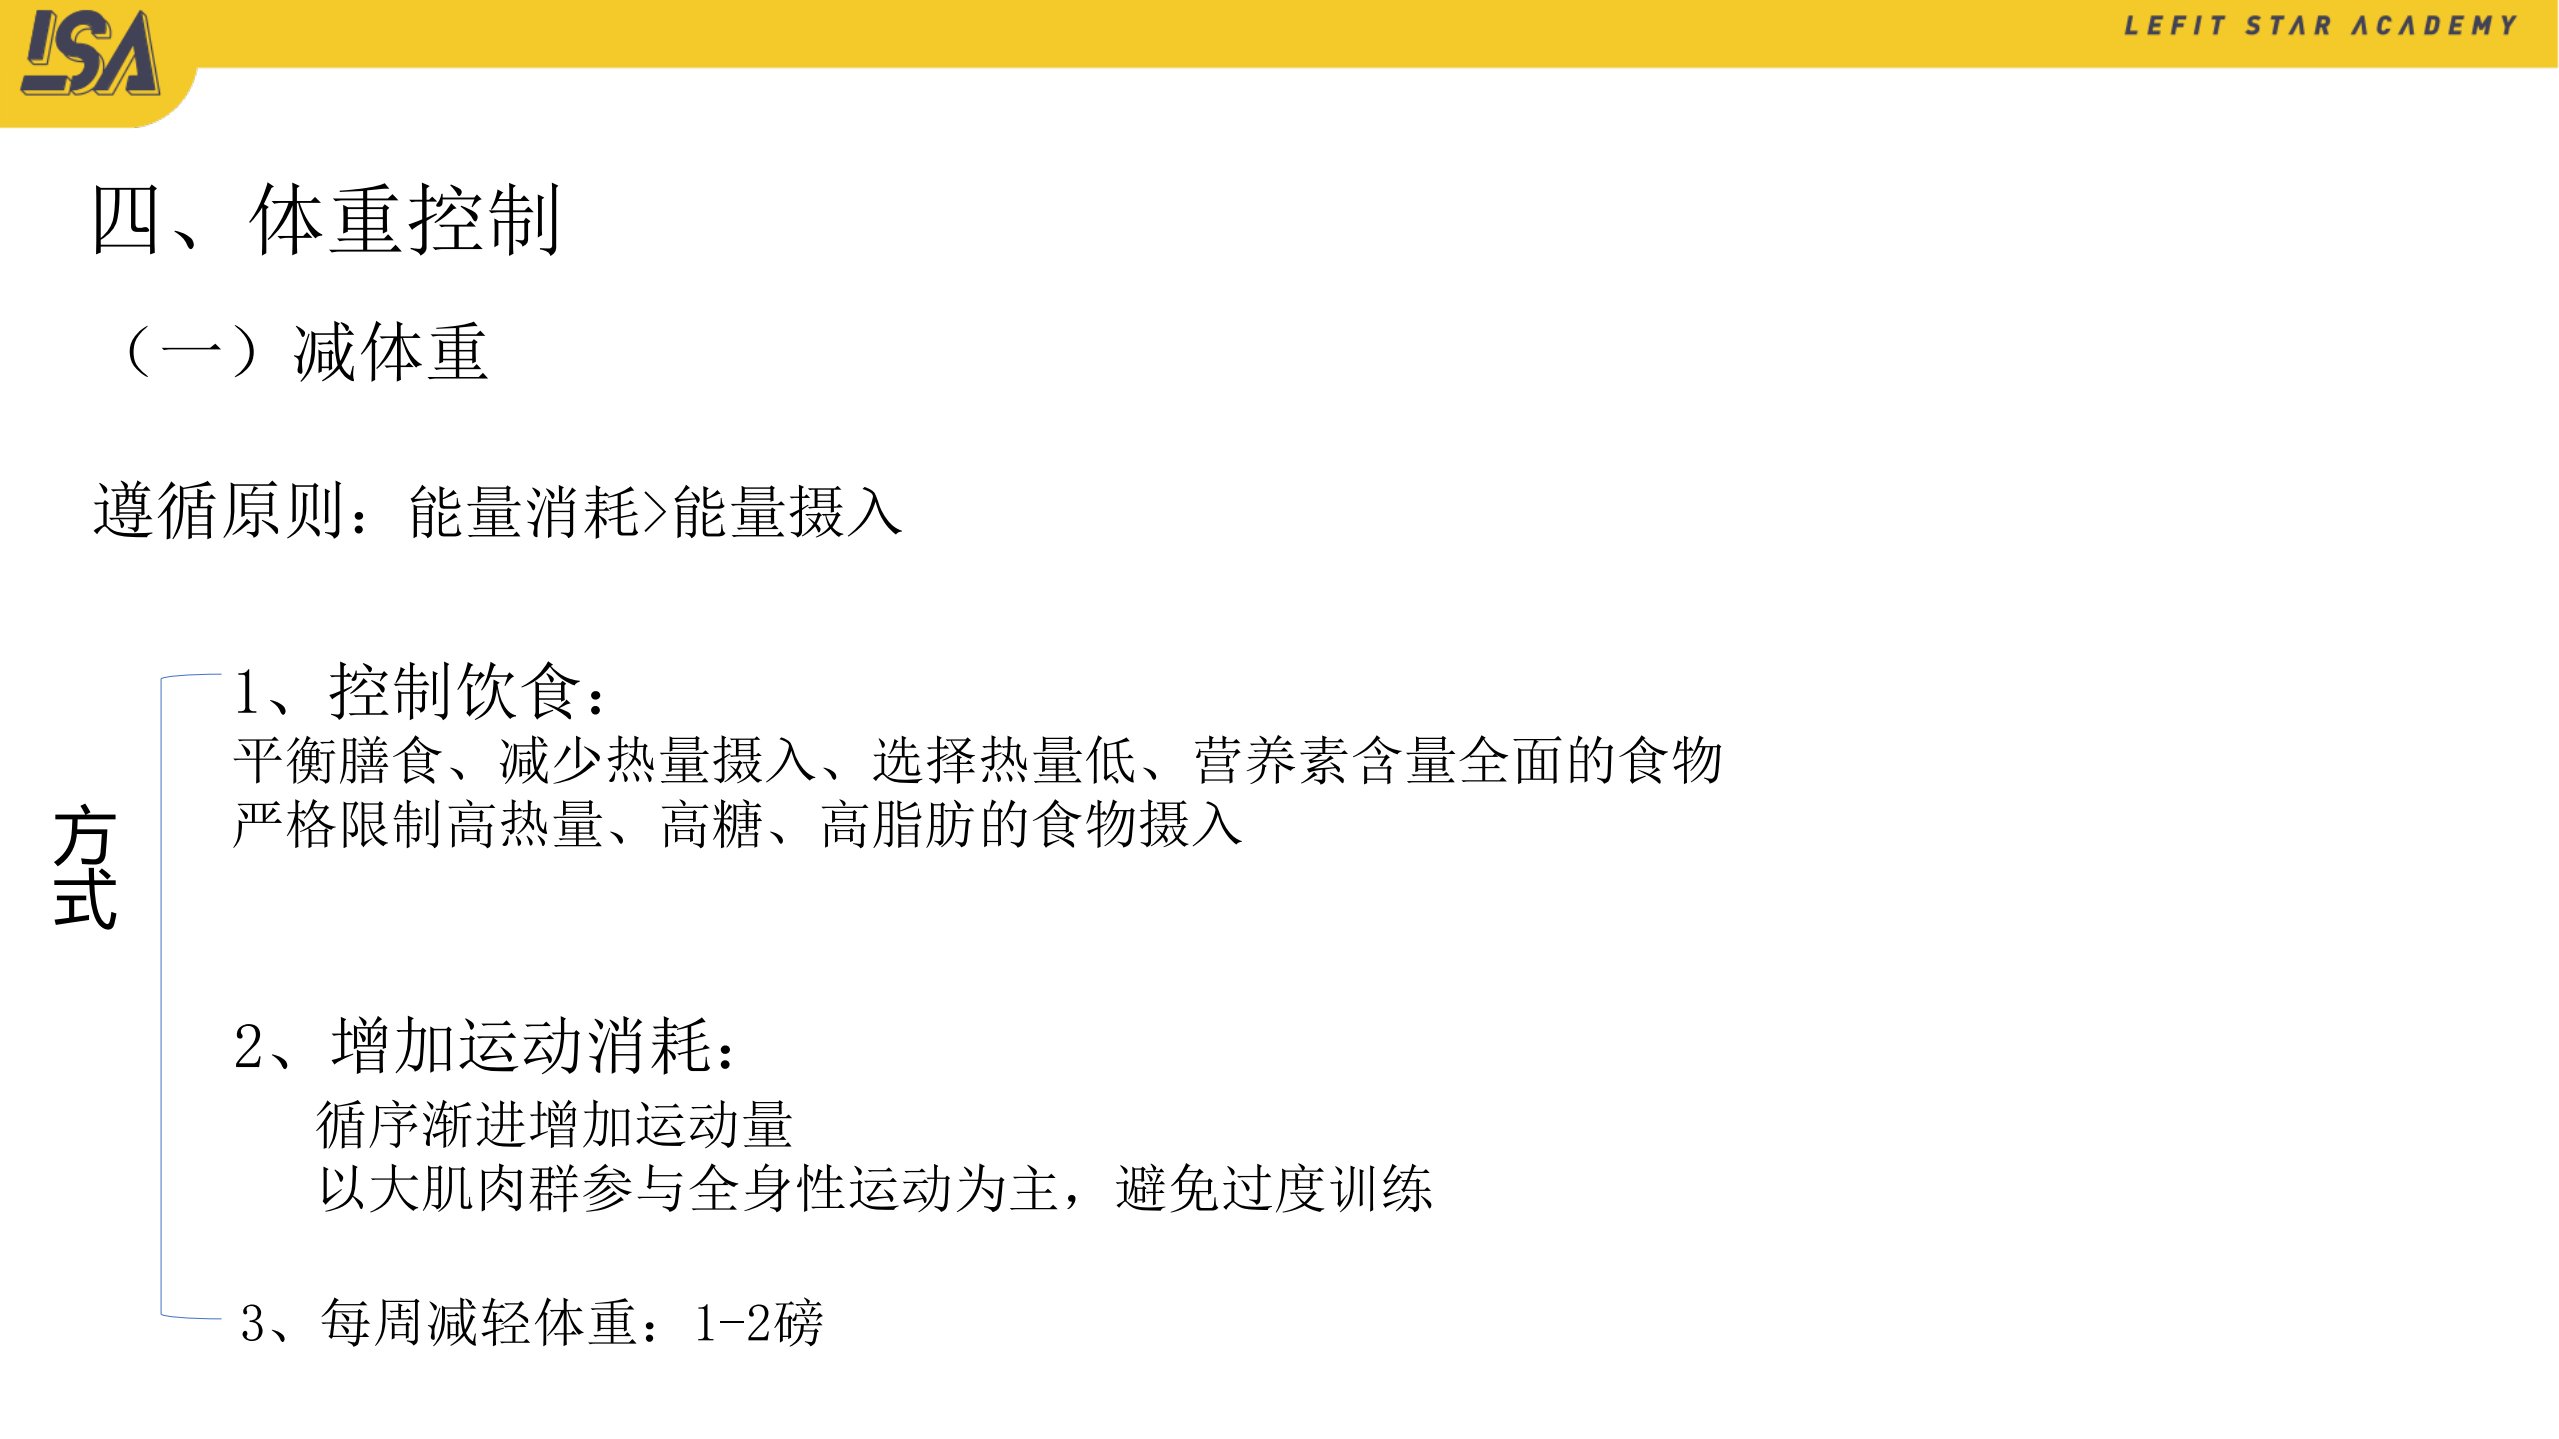 LSA
LEFIT STAR ACADEMY
四、体重控制
（一）减体重
遵循原则：能量消耗>能量摄入
方式
1、控制饮食：
平衡膳食、减少热量摄入、选择热量低、营养素含量全面的食物
严格限制高热量、高糖、高脂肪的食物摄入
2、增加运动消耗：
循序渐进增加运动量
以大肌肉群参与全身性运动为主，避免过度训练
3、每周减轻体重：1-2磅